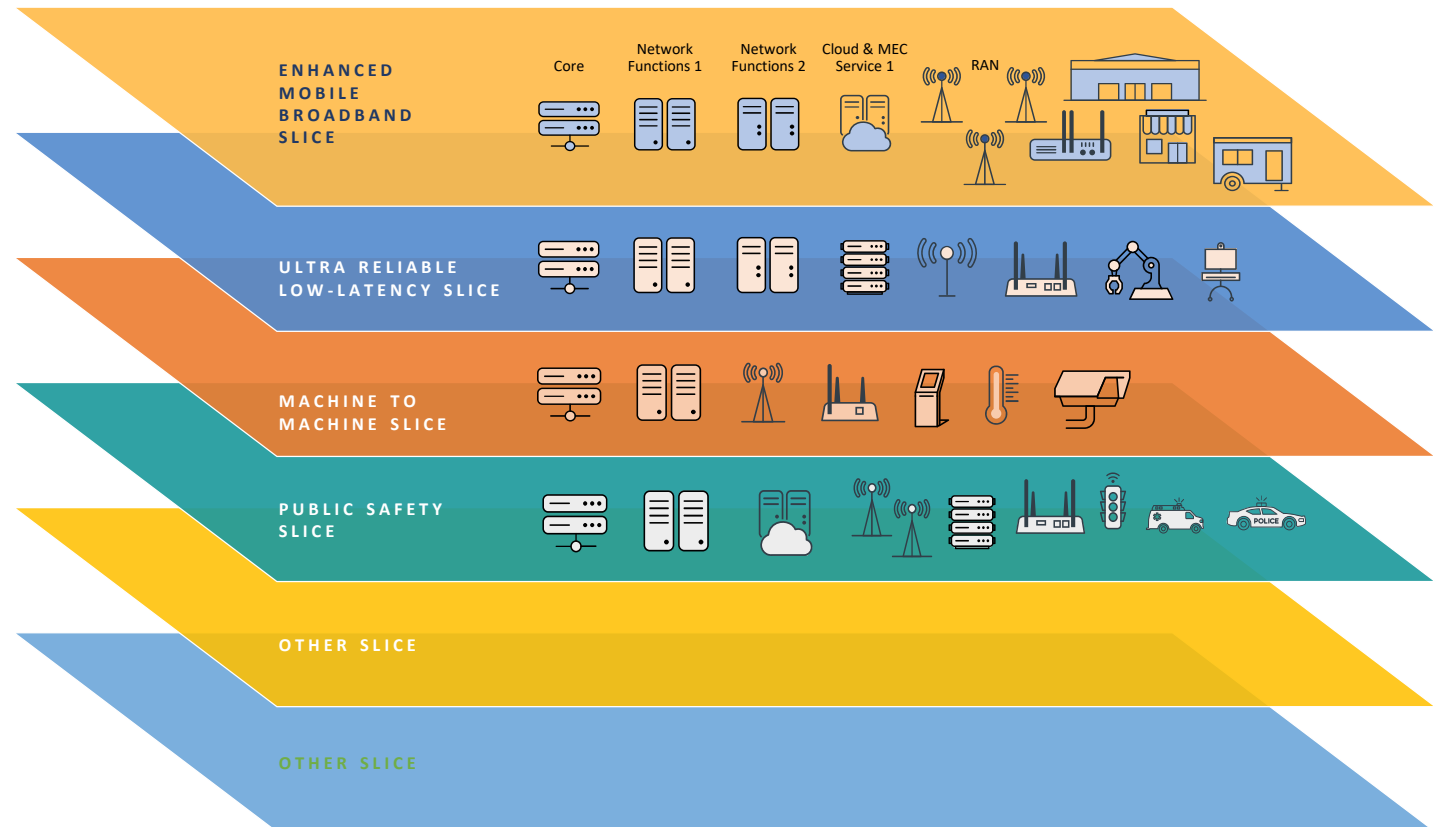 ENHANCED
MOBILE
BROADBAND
SLICE
Core
Network
Functions 1
Network
Functions 2
Cloud & MEC
Service 1
RAN
ULTRA RELIABLE
LOW-LATENCY SLICE
MACHINE TO
MACHINE SLICE
PUBLIC SAFETY
SLICE
POLICE
OTHER SLICE
OTHER SLICE